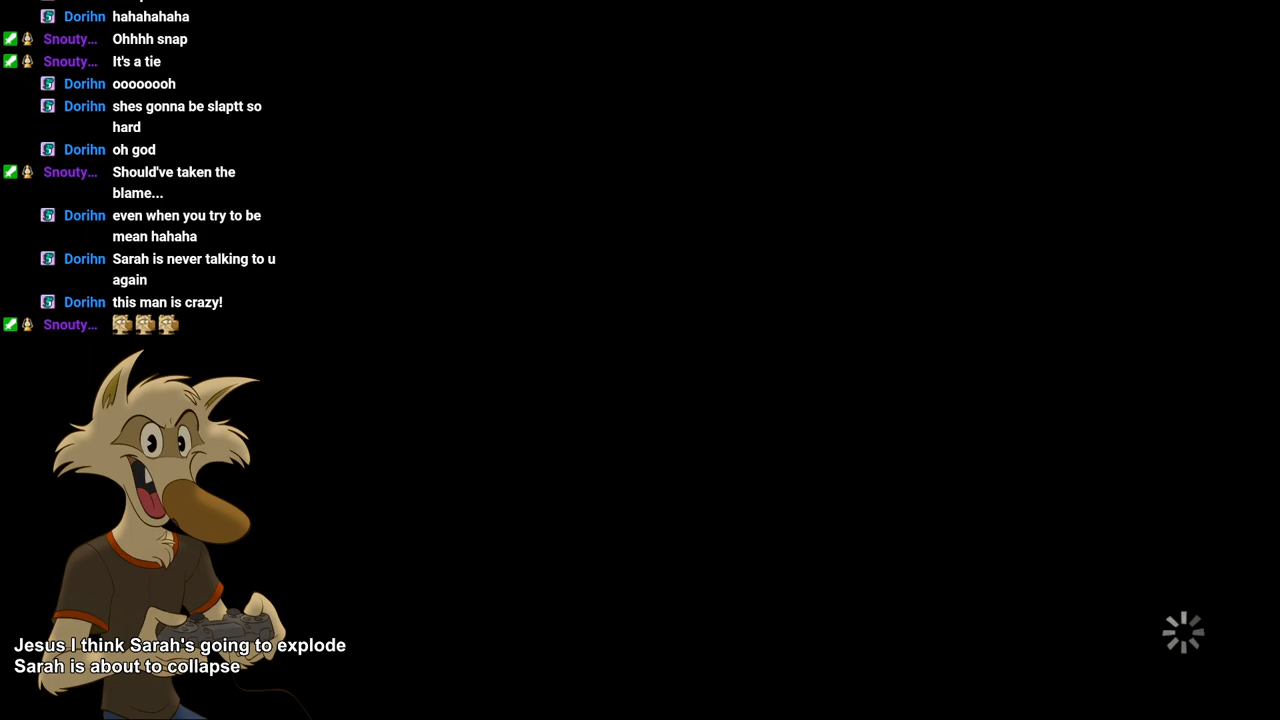 Dorihn hahahahaha
Snouty... Ohhhh snap
Snouty... It's a tie
Dorihn oooooooh
Dorihn shes gonna be slaptt so
hard
Dorihn oh god
Snouty... Should've taken the
blame...
Dorihn even when you try to be
mean hahaha
Dorihn Sarah is never talking to u
again
Dorihn this man is crazy!
Snouty...
Jesus I think Sarah's going to explode
Sarah is about to collapse